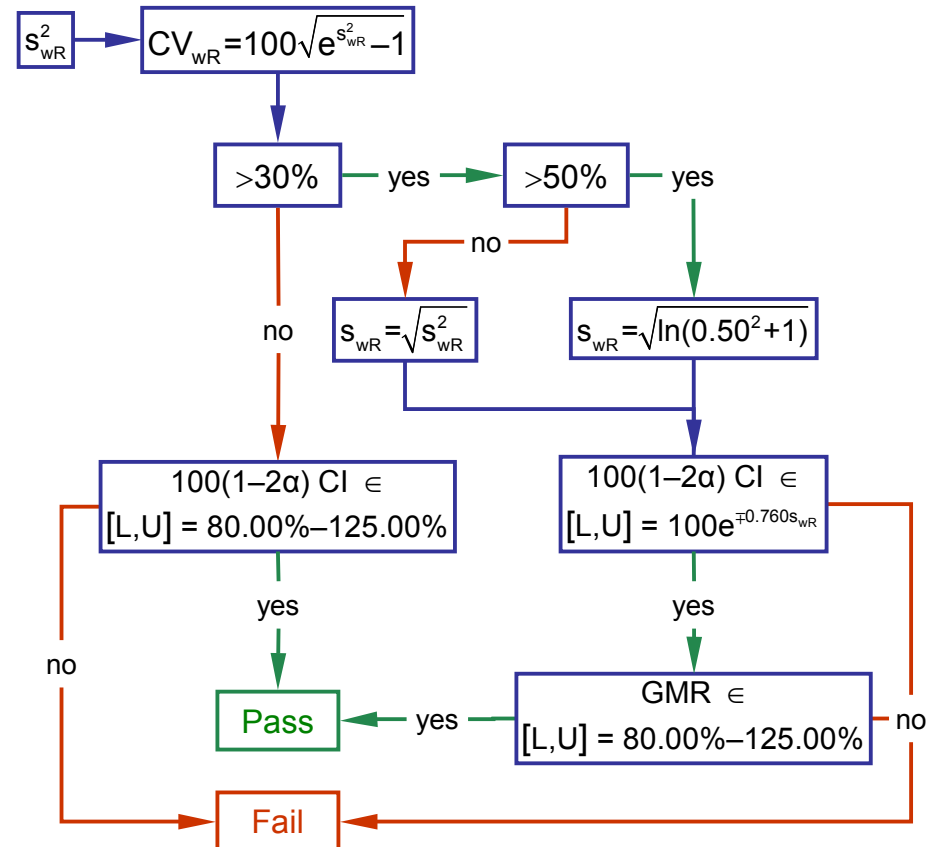 s²wR
CVwR=100√(e^s²wR–1)
>30%
yes
>50%
yes
no
no
swR=√s²wR
swR=√ln(0.50²+1)
100(1–2α) CI ∈
[L,U] = 80.00%–125.00%
100(1–2α) CI ∈
[L,U] = 100e^∓0.760swR
yes
yes
no
GMR ∈
[L,U] = 80.00%–125.00%
Pass
yes
no
Fail